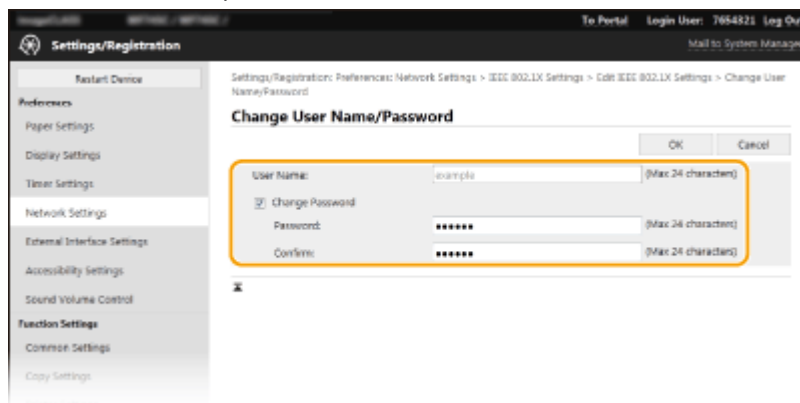 To Portal Login User: 7654321 Log Ou
Settings/Registration
Mail to System Manage
Restart Device
Settings/Registration: Preferences: Network Settings > IEEE 802.1X Settings > Edit IEEE 802.1X Settings > Change User
Name/Password
Preferences
Paper Settings
Change User Name/Password
OK Cancel
Display Settings
Timer Settings
User Name: example (Max 24 characters)
Change Password
Network Settings
Password: •••••• (Max 24 characters)
External Interface Settings
Confirm: •••••• (Max 24 characters)
Accessibility Settings
Sound Volume Control
Function Settings
Common Settings
Copy Settings